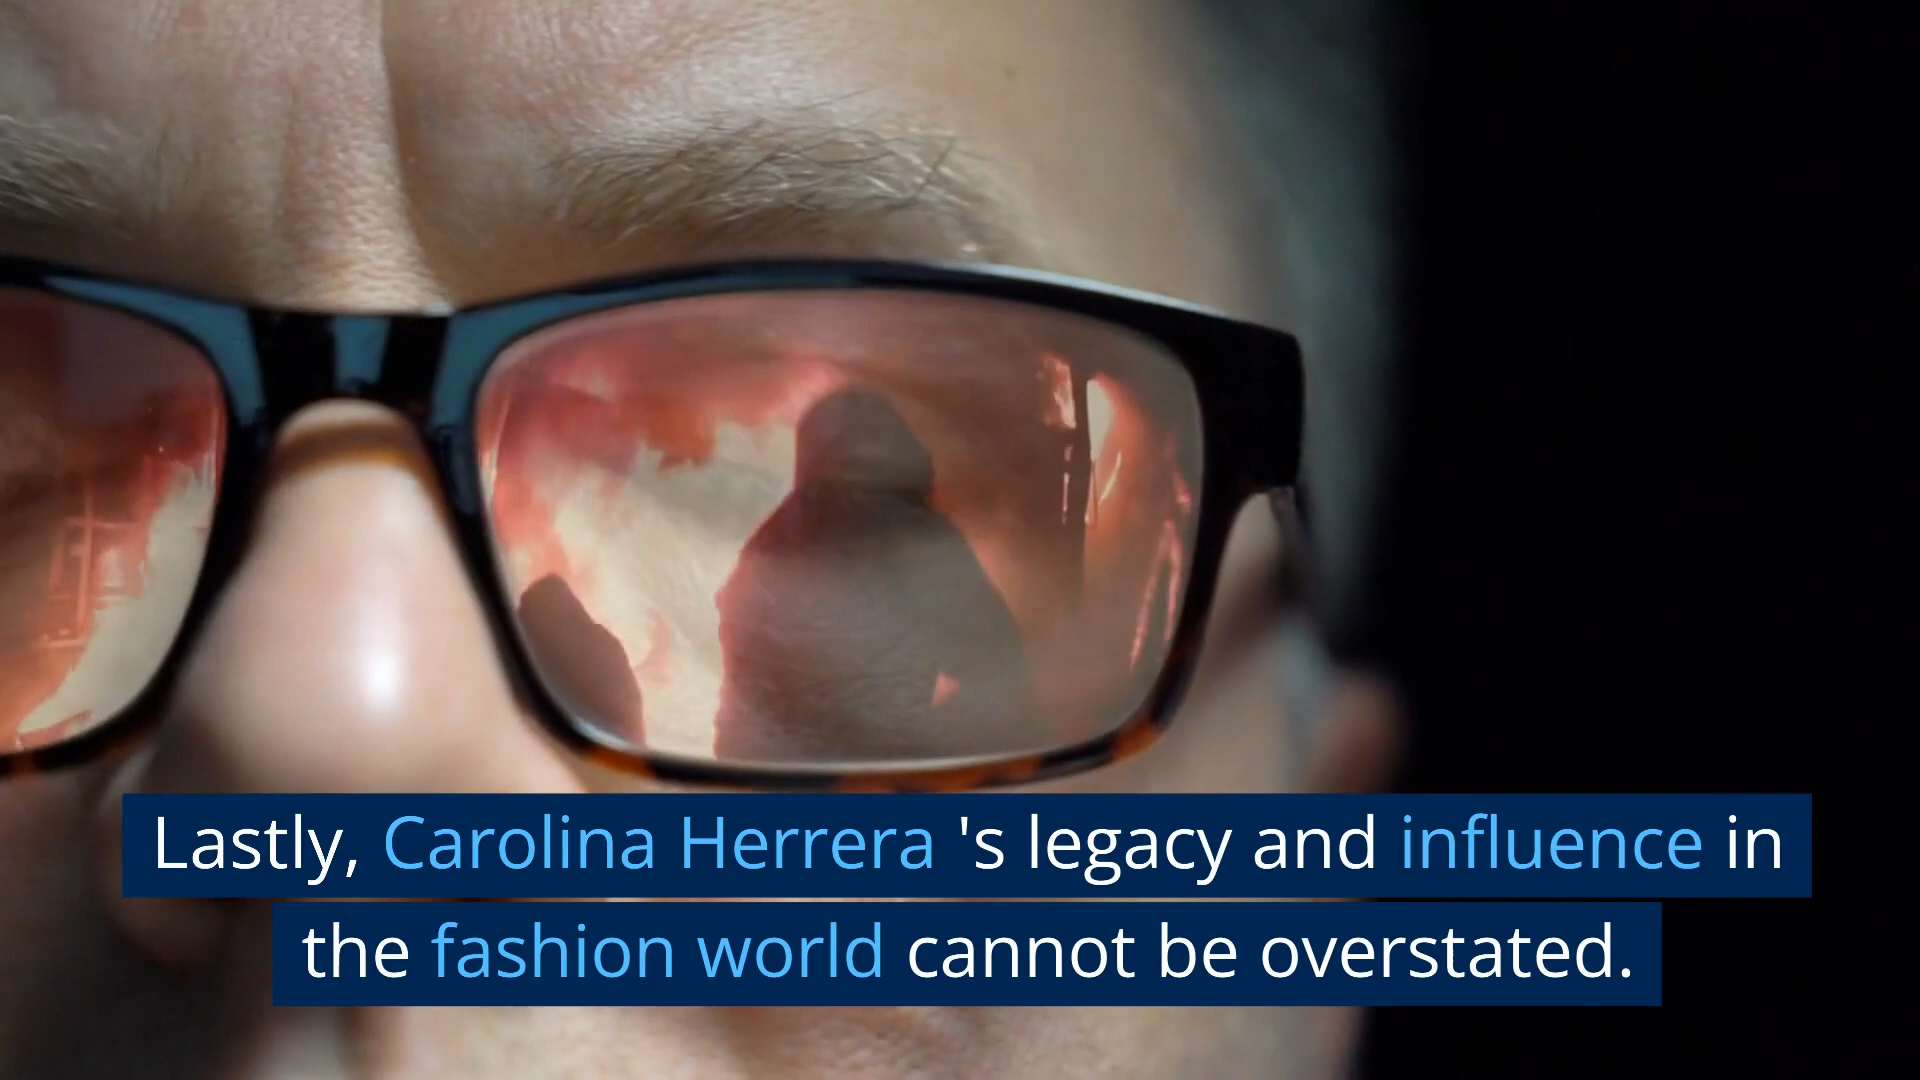 Lastly, Carolina Herrera 's legacy and influence in
the fashion world cannot be overstated.